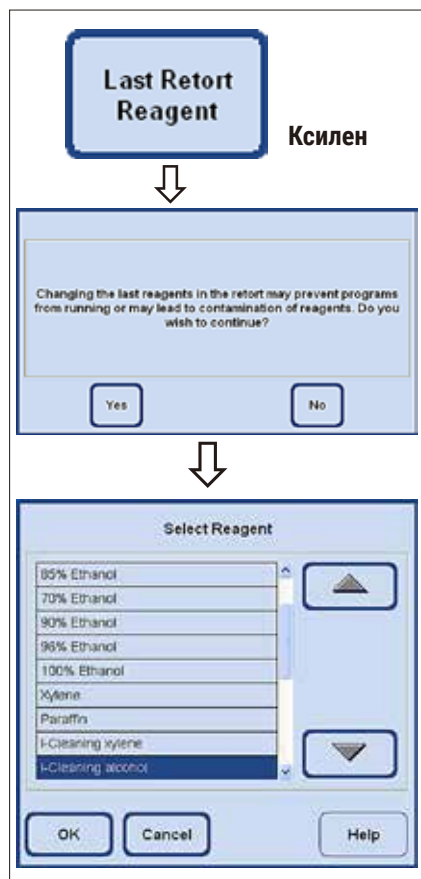 Last Retort
Reagent
Ксилен
Changing the last reagents in the retort may prevent programs
from running or may lead to contamination of reagents. Do you
wish to continue?
Yes
No
Select Reagent
85% Ethanol
70% Ethanol
90% Ethanol
96% Ethanol
100% Ethanol
Xylene
Paraffin
I-Cleaning xylene
I-Cleaning alcohol
OK
Cancel
Help